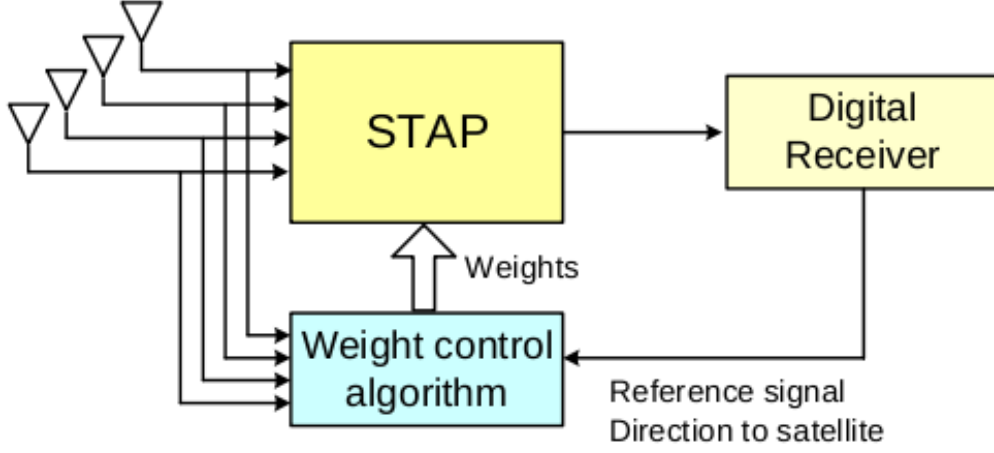 STAP
Digital
Receiver
Weights
Weight control
algorithm
Reference signal
Direction to satellite